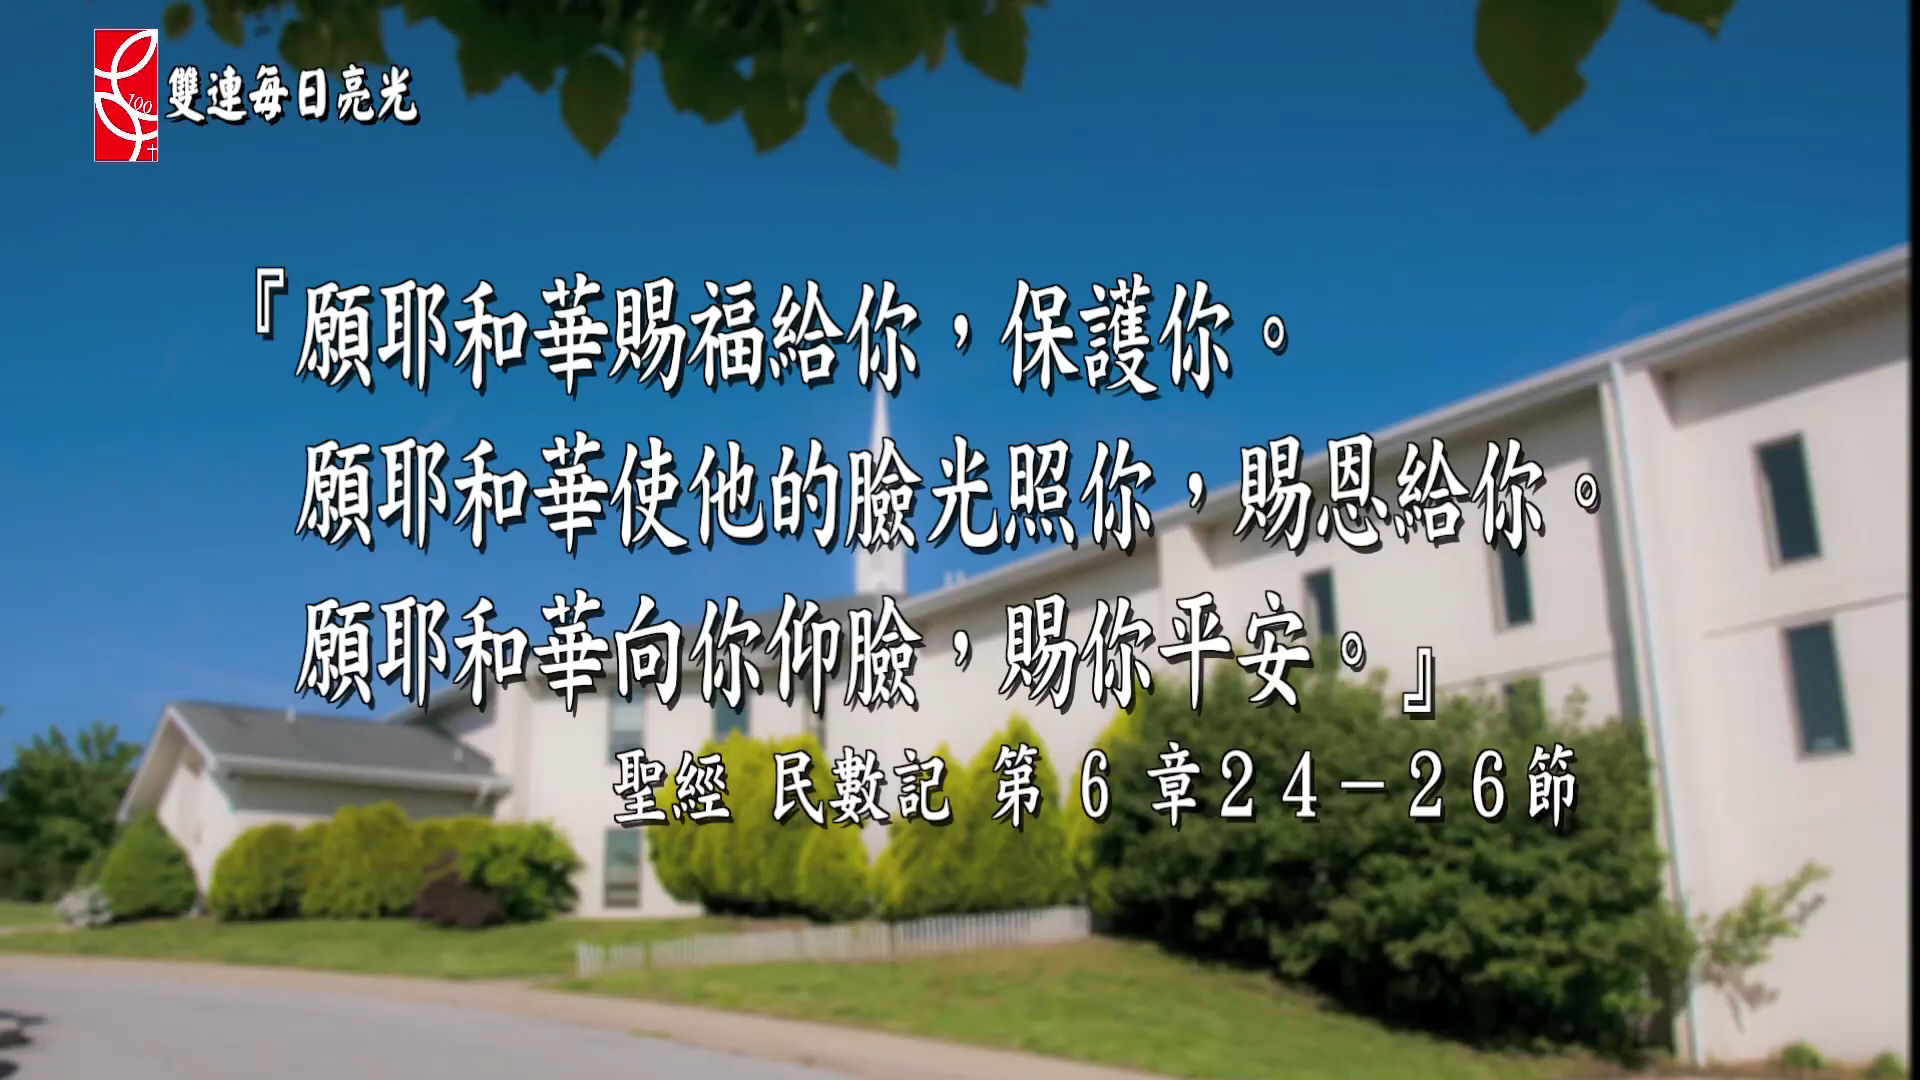 100
雙連每日亮光
『願耶和華賜福給你，保護你。
願耶和華使他的臉光照你，賜恩給你。
願耶和華向你仰臉，賜你平安。』
聖經 民數記 第 6 章24－26節